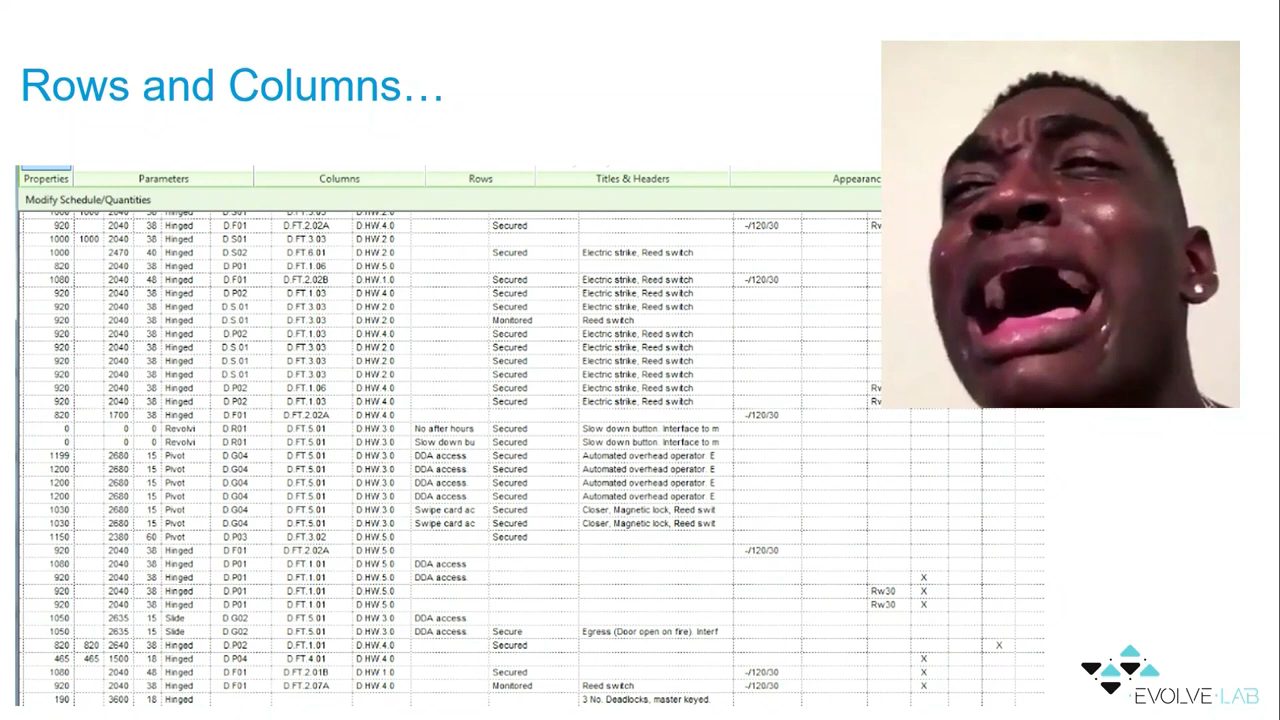 Rows and Columns...
Properties Parameters Columns Rows Titles & Headers Appearanc
Modify Schedule/Quantities
1000 1000 2040 38 Hinged D.S01 D.FT.3.03 D.HW.2.0
920 2040 38 Hinged D.F01 D.FT.2.02A D.HW.4.0 Secured -/120/30 Rw
1000 1000 2040 38 Hinged D.S01 D.FT.3.03 D.HW.2.0
1000 2470 40 Hinged D.S02 D.FT.6.01 D.HW.2.0 Secured Electric strike, Reed switch
820 2040 38 Hinged D.P01 D.FT.1.06 D.HW.5.0
1080 2040 48 Hinged D.F01 D.FT.2.02B D.HW.1.0 Secured Electric strike, Reed switch -/120/30
920 2040 38 Hinged D.P02 D.FT.1.03 D.HW.4.0 Secured Electric strike, Reed switch
920 2040 38 Hinged D.S.01 D.FT.3.03 D.HW.2.0 Secured Electric strike, Reed switch
920 2040 38 Hinged D.S.01 D.FT.3.03 D.HW.2.0 Monitored Reed switch
920 2040 38 Hinged D.P02 D.FT.1.03 D.HW.4.0 Secured Electric strike, Reed switch
920 2040 38 Hinged D.S.01 D.FT.3.03 D.HW.2.0 Secured Electric strike, Reed switch
920 2040 38 Hinged D.S.01 D.FT.3.03 D.HW.2.0 Secured Electric strike, Reed switch
920 2040 38 Hinged D.S.01 D.FT.3.03 D.HW.2.0 Secured Electric strike, Reed switch
920 2040 38 Hinged D.P02 D.FT.1.06 D.HW.4.0 Secured Electric strike, Reed switch Rw
920 2040 38 Hinged D.P02 D.FT.1.03 D.HW.4.0 Secured Electric strike, Reed switch Rw
820 1700 38 Hinged D.F01 D.FT.2.02A D.HW.4.0 -/120/30
0 0 0 Revolvi D.R01 D.FT.5.01 D.HW.3.0 No after hours Secured Slow down button. Interface to m
0 0 0 Revolvi D.R01 D.FT.5.01 D.HW.3.0 Slow down bu Secured Slow down button. Interface to m
1199 2680 15 Pivot D.G04 D.FT.5.01 D.HW.3.0 DDA access Secured Automated overhead operator. E
1200 2680 15 Pivot D.G04 D.FT.5.01 D.HW.3.0 DDA access Secured Automated overhead operator. E
1200 2680 15 Pivot D.G04 D.FT.5.01 D.HW.3.0 DDA access Secured Automated overhead operator. E
1200 2680 15 Pivot D.G04 D.FT.5.01 D.HW.3.0 DDA access Secured Automated overhead operator. E
1030 2680 15 Pivot D.G04 D.FT.5.01 D.HW.3.0 Swipe card ac Secured Closer, Magnetic lock, Reed swit
1030 2680 15 Pivot D.G04 D.FT.5.01 D.HW.3.0 Swipe card ac Secured Closer, Magnetic lock, Reed swit
1150 2380 60 Pivot D.P03 D.FT.3.02 D.HW.5.0 Secured
920 2040 38 Hinged D.F01 D.FT.2.02A D.HW.5.0 -/120/30
1080 2040 38 Hinged D.P01 D.FT.1.01 D.HW.5.0 DDA access
920 2040 38 Hinged D.P01 D.FT.1.01 D.HW.5.0 DDA access X
920 2040 38 Hinged D.P01 D.FT.1.01 D.HW.5.0 Rw30 X
920 2040 38 Hinged D.P01 D.FT.1.01 D.HW.5.0 Rw30 X
1050 2635 15 Slide D.G02 D.FT.5.01 D.HW.3.0 DDA access
1050 2635 15 Slide D.G02 D.FT.5.01 D.HW.3.0 DDA access Secure Egress (Door open on fire). Interf
820 820 2640 38 Hinged D.P02 D.FT.1.01 D.HW.4.0 Secured X
465 465 1500 18 Hinged D.P04 D.FT.4.01 D.HW.4.0 X
1080 2040 48 Hinged D.F01 D.FT.2.01B D.HW.1.0 Secured -/120/30 X
920 2040 38 Hinged D.F01 D.FT.2.07A D.HW.4.0 Monitored Reed switch -/120/30 X
190 3600 18 Hinged 3 No. Deadlocks, master keyed.
EVOLVE LAB